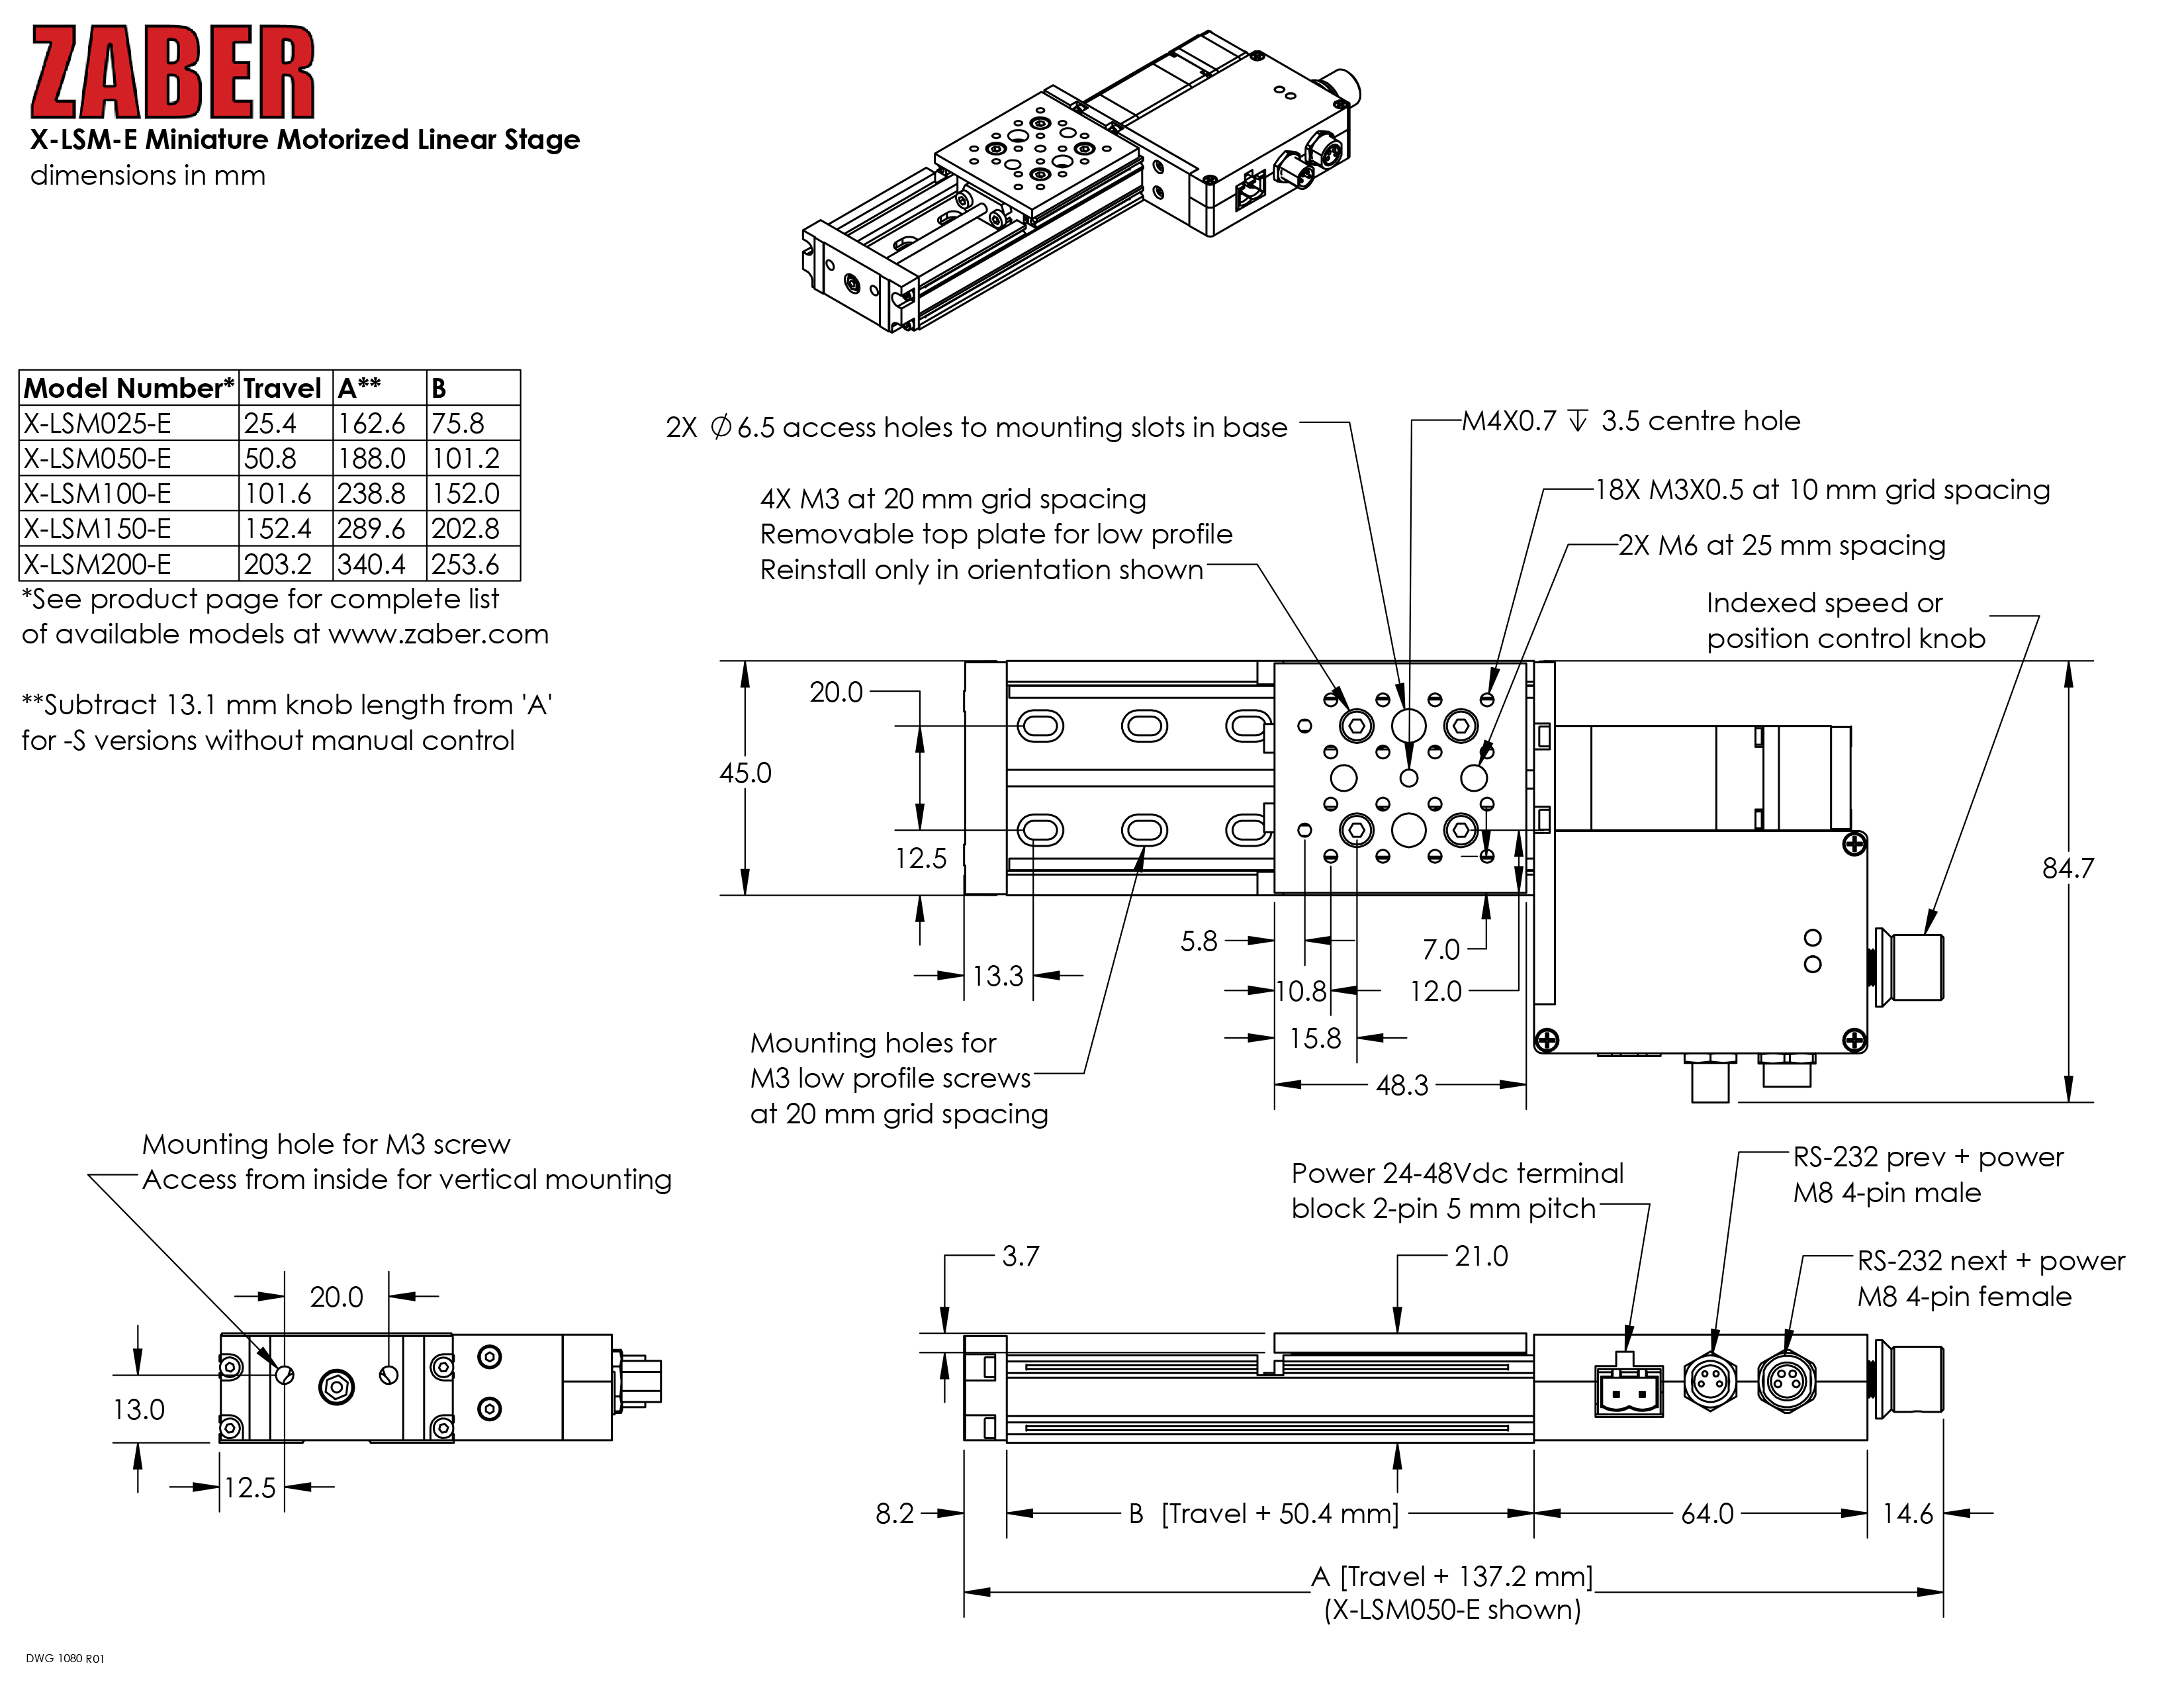 ZABER
X-LSM-E Miniature Motorized Linear Stage
dimensions in mm
Model Number* Travel A** B
X-LSM025-E 25.4 162.6 75.8
X-LSM050-E 50.8 188.0 101.2
X-LSM100-E 101.6 238.8 152.0
X-LSM150-E 152.4 289.6 202.8
X-LSM200-E 203.2 340.4 253.6
*See product page for complete list
of available models at www.zaber.com
**Subtract 13.1 mm knob length from 'A'
for -S versions without manual control
2X ∅6.5 access holes to mounting slots in base
M4X0.7 ↧ 3.5 centre hole
4X M3 at 20 mm grid spacing
Removable top plate for low profile
Reinstall only in orientation shown
18X M3X0.5 at 10 mm grid spacing
2X M6 at 25 mm spacing
Indexed speed or
position control knob
20.0
45.0
12.5
84.7
5.8
7.0
13.3
10.8
12.0
15.8
48.3
Mounting holes for
M3 low profile screws
at 20 mm grid spacing
Mounting hole for M3 screw
Access from inside for vertical mounting
20.0
13.0
12.5
Power 24-48Vdc terminal
block 2-pin 5 mm pitch
RS-232 prev + power
M8 4-pin male
RS-232 next + power
M8 4-pin female
3.7
21.0
8.2
B [Travel + 50.4 mm]
64.0
14.6
A [Travel + 137.2 mm]
(X-LSM050-E shown)
DWG 1080 R01